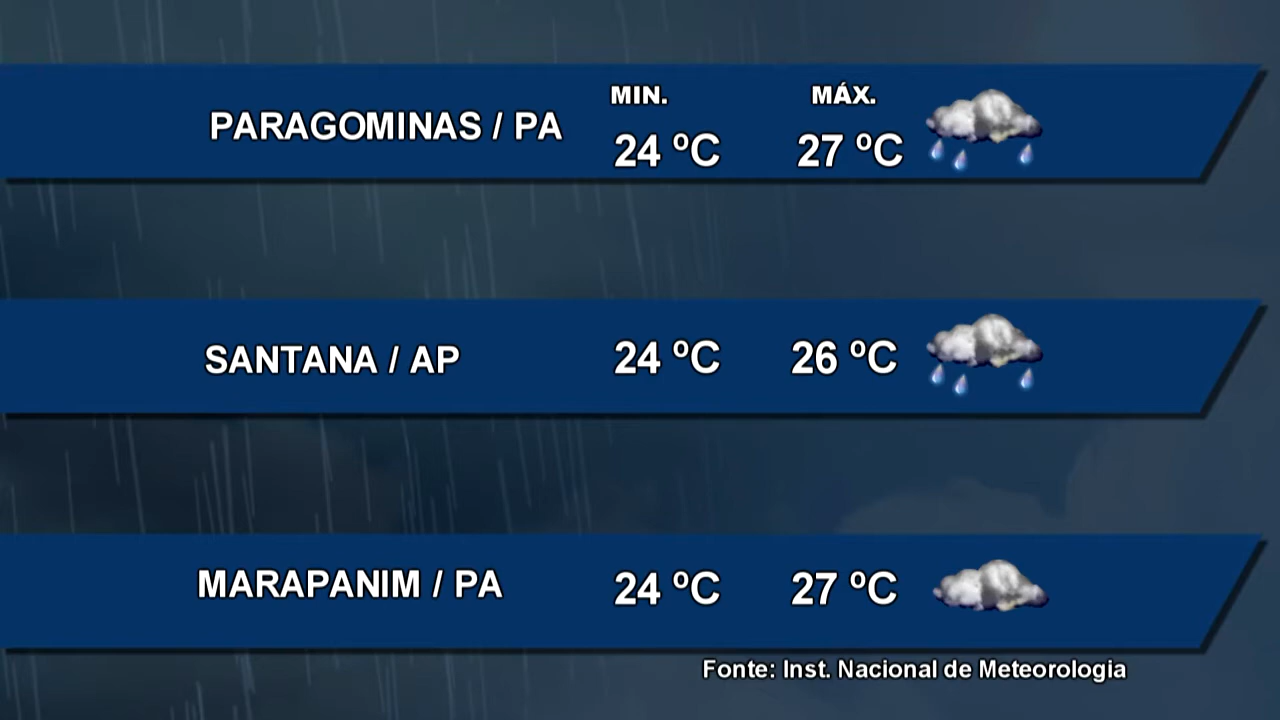 MIN. MÁX.
PARAGOMINAS / PA 24 ºC 27 ºC
SANTANA / AP 24 ºC 26 ºC
MARAPANIM / PA 24 ºC 27 ºC
Fonte: Inst. Nacional de Meteorologia